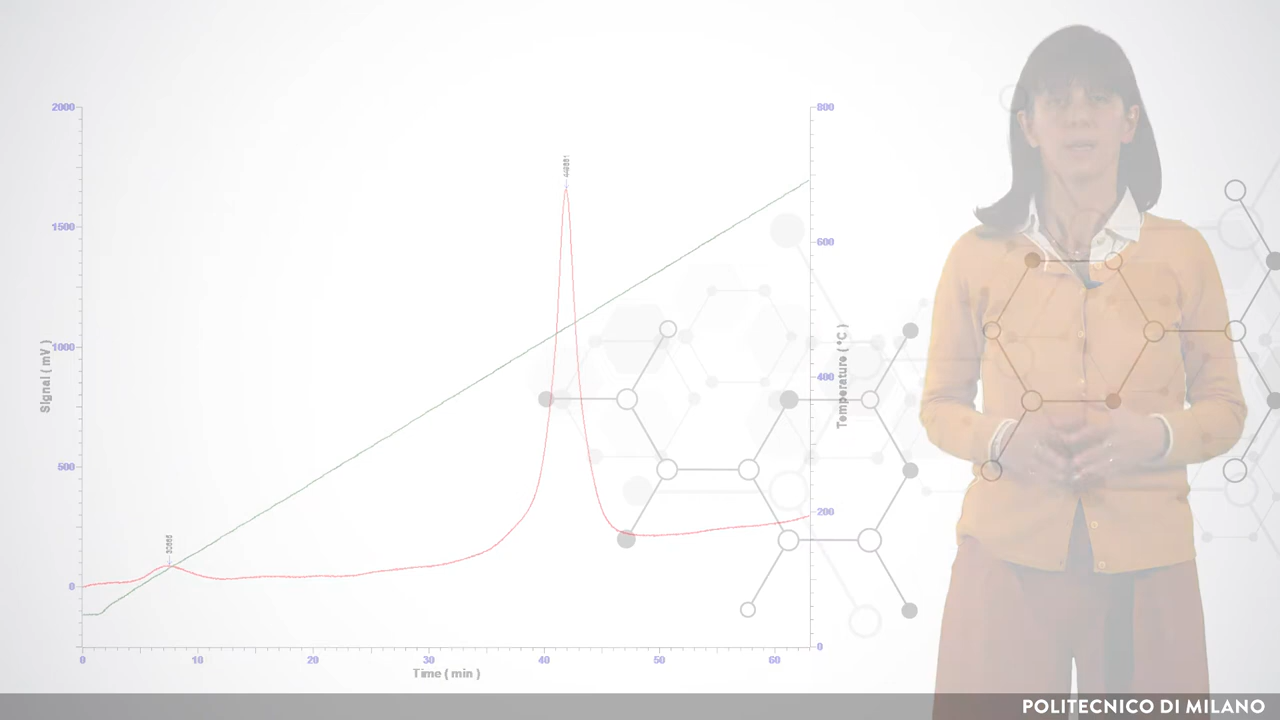 2000
1500
1000
500
0
Signal ( mV )
800
600
400
200
0
Temperature ( °C )
0 10 20 30 40 50 60
Time ( min )
POLITECNICO DI MILANO